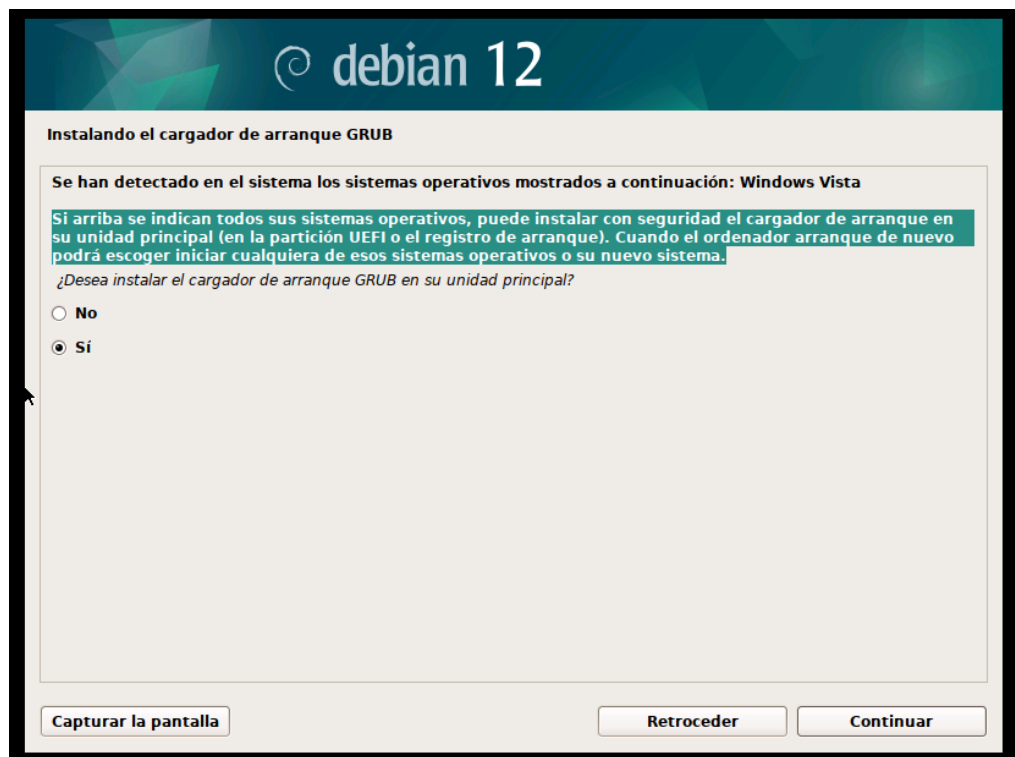 debian 12
Instalando el cargador de arranque GRUB
Se han detectado en el sistema los sistemas operativos mostrados a continuación: Windows Vista
Si arriba se indican todos sus sistemas operativos, puede instalar con seguridad el cargador de arranque en
su unidad principal (en la partición UEFI o el registro de arranque). Cuando el ordenador arranque de nuevo
podrá escoger iniciar cualquiera de esos sistemas operativos o su nuevo sistema.
¿Desea instalar el cargador de arranque GRUB en su unidad principal?
No
Sí
Capturar la pantalla
Retroceder
Continuar